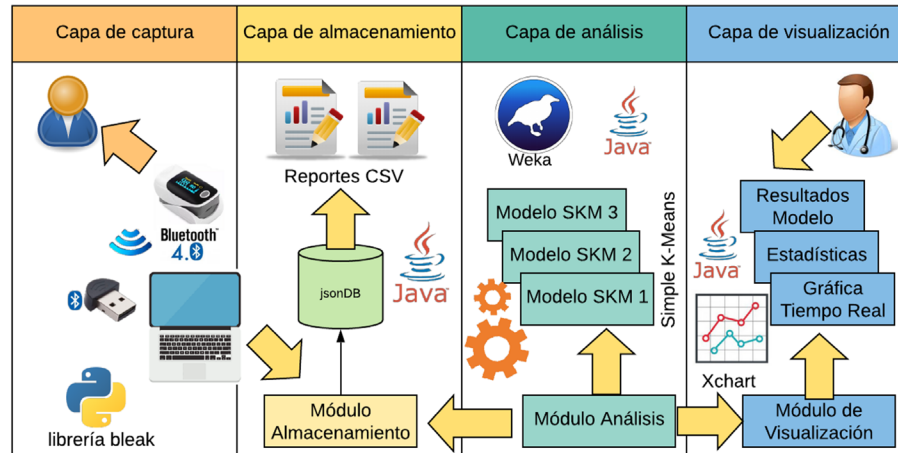 Capa de captura
Capa de almacenamiento
Capa de análisis
Capa de visualización
Bluetooth
4.0
librería bleak
Reportes CSV
jsonDB
Java
Módulo
Almacenamiento
Weka
Java
Modelo SKM 3
Modelo SKM 2
Modelo SKM 1
Simple K-Means
Módulo Análisis
Resultados
Modelo
Estadísticas
Gráfica
Tiempo Real
Java
Xchart
Módulo de
Visualización